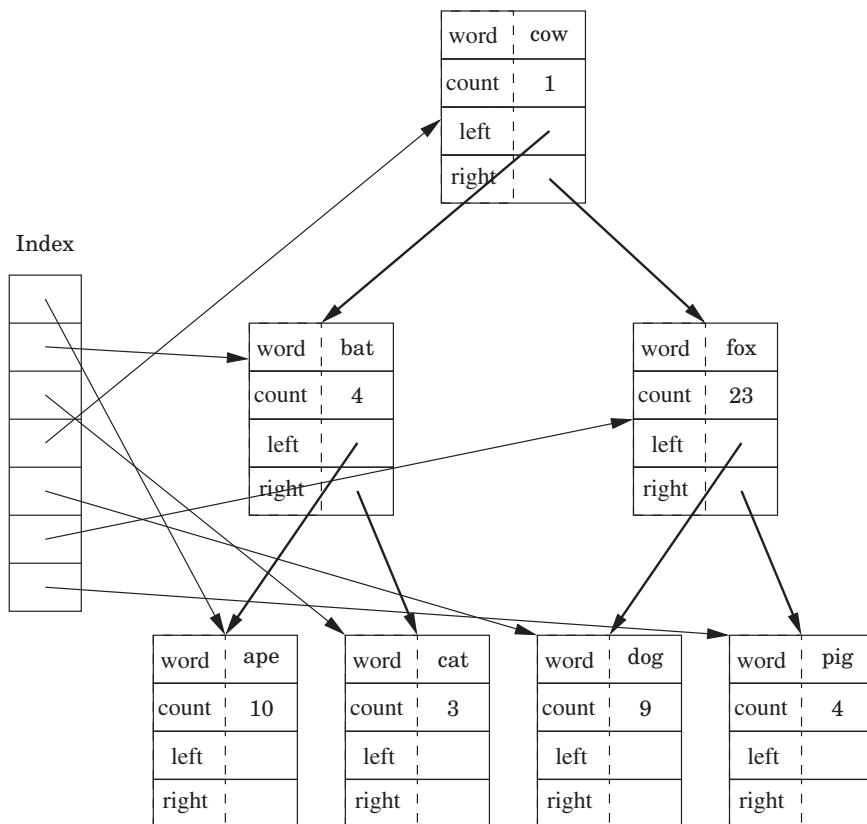 word cow
count 1
left
right
Index
word bat
count 4
left
right
word fox
count 23
left
right
word ape
count 10
left
right
word cat
count 3
left
right
word dog
count 9
left
right
word pig
count 4
left
right